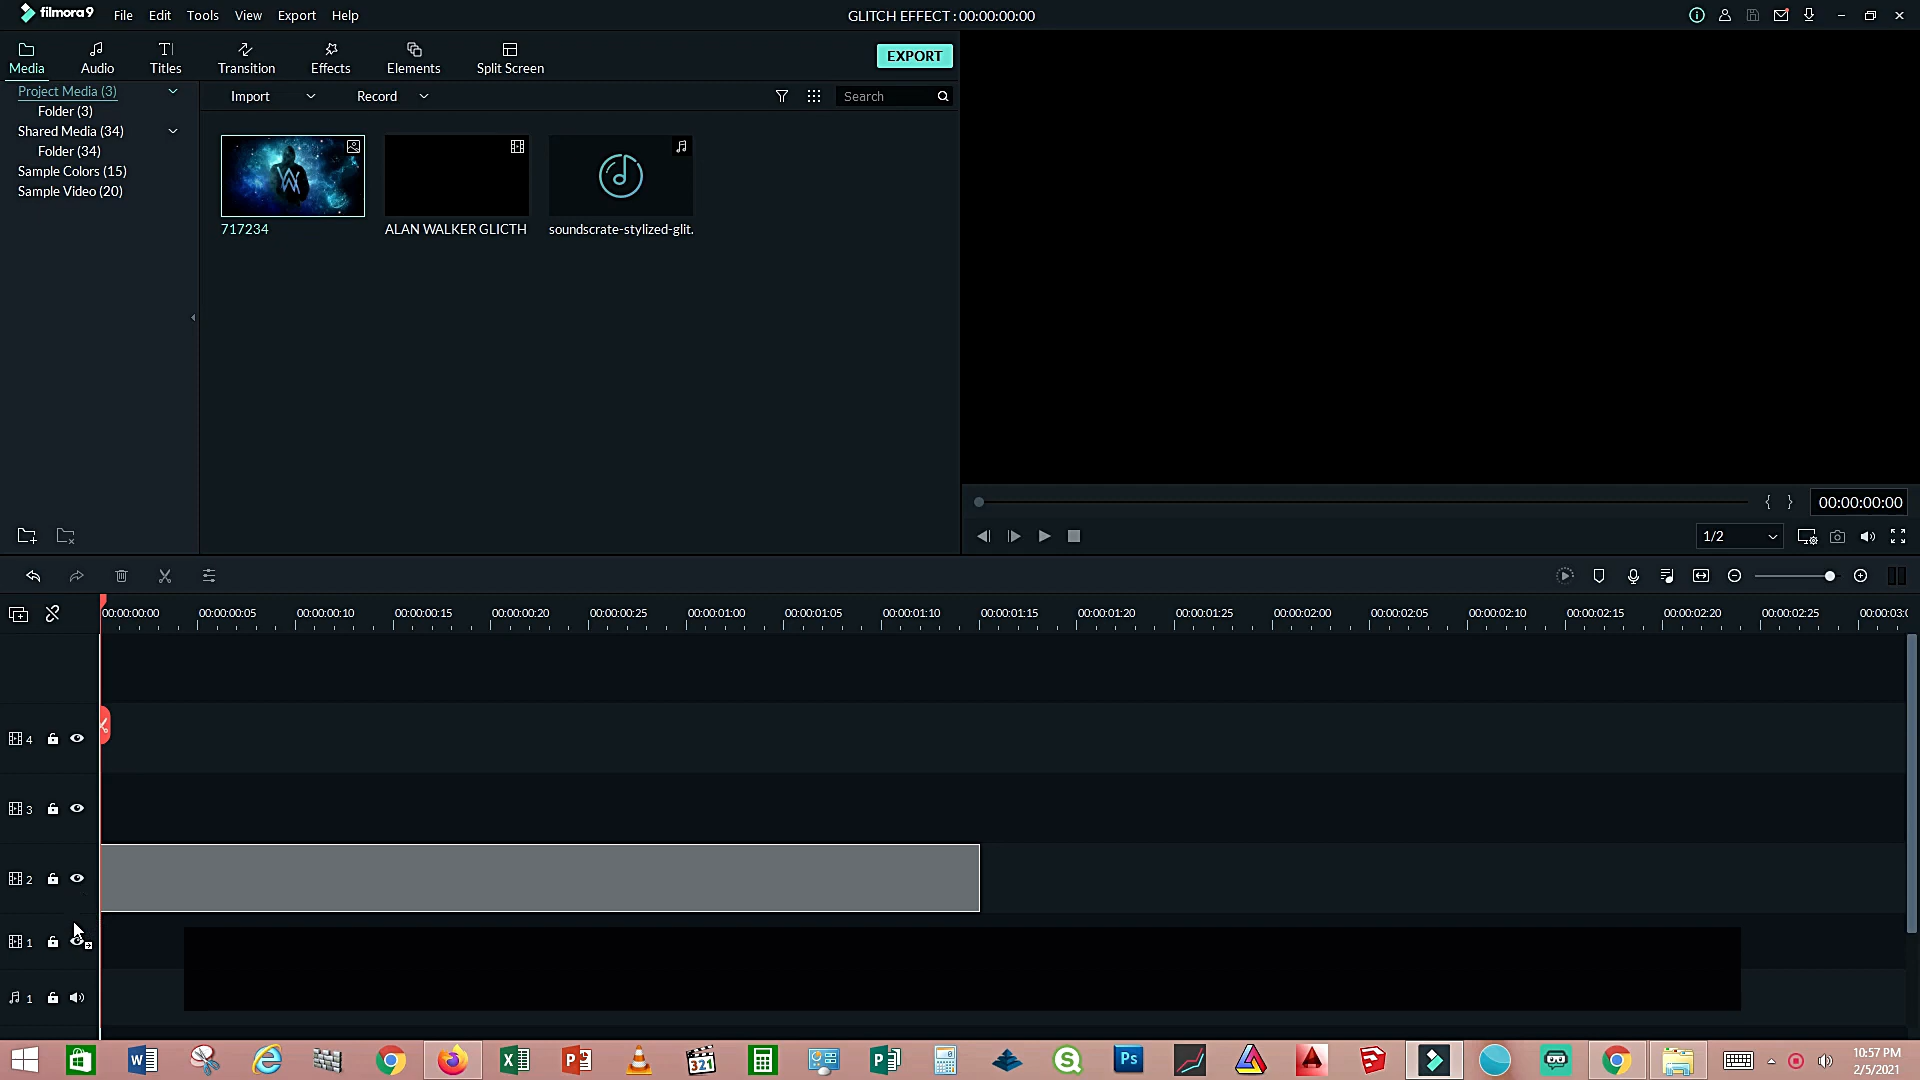 filmora9 File Edit Tools View Export Help GLITCH EFFECT : 00:00:00:00
Media Audio Titles Transition Effects Elements Split Screen EXPORT
Project Media (3) Import Record Search
Folder (3)
Shared Media (34)
Folder (34)
Sample Colors (15)
Sample Video (20)
717234 ALAN WALKER GLICTH soundscrate-stylized-glit.
00:00:00:00
1/2
00:00:00:00 00:00:00:05 00:00:00:10 00:00:00:15 00:00:00:20 00:00:00:25 00:00:01:00 00:00:01:05 00:00:01:10 00:00:01:15 00:00:01:20 00:00:01:25 00:00:02:00 00:00:02:05 00:00:02:10 00:00:02:15 00:00:02:20 00:00:02:25 00:00:03:0
4
3
2
1
1
10:57 PM
2/5/2021